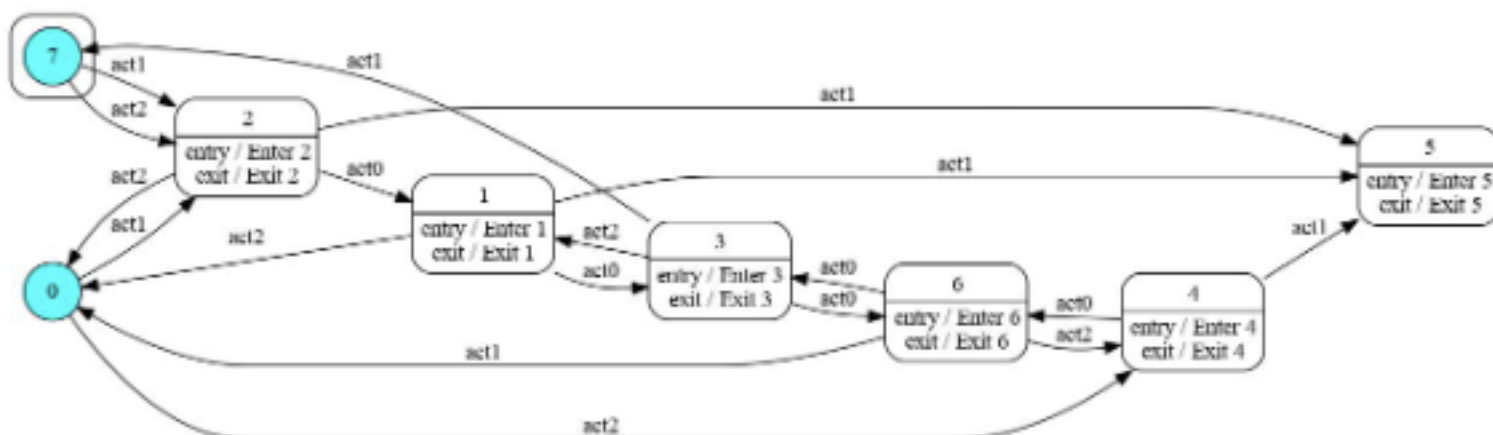 7
act1
act1
act2
2
entry / Enter 2
exit / Exit 2
act1
act0
act2
act1
act2
0
1
entry / Enter 1
exit / Exit 1
act1
act2
act0
3
entry / Enter 3
exit / Exit 3
act0
act0
6
entry / Enter 6
exit / Exit 6
act0
act2
4
entry / Enter 4
exit / Exit 4
act1
5
entry / Enter 5
exit / Exit 5
act1
act2